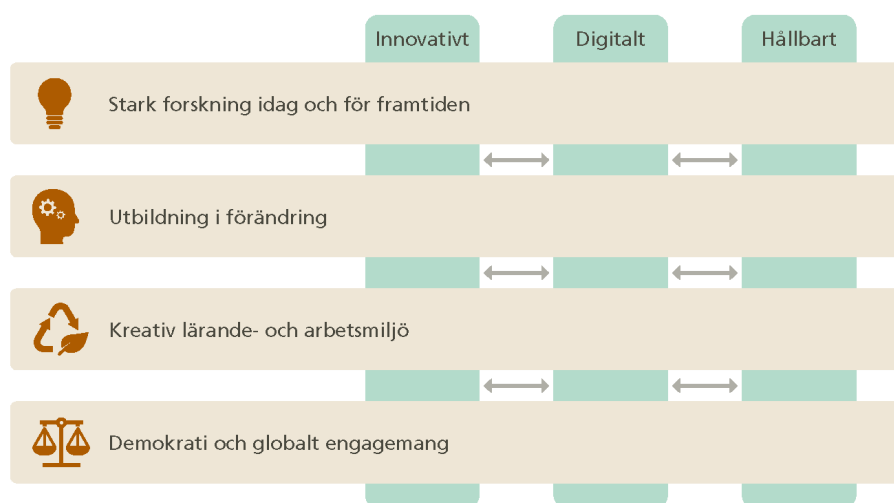 Innovativt
Digitalt
Hållbart
Stark forskning idag och för framtiden
Utbildning i förändring
Kreativ lärande- och arbetsmiljö
Demokrati och globalt engagemang